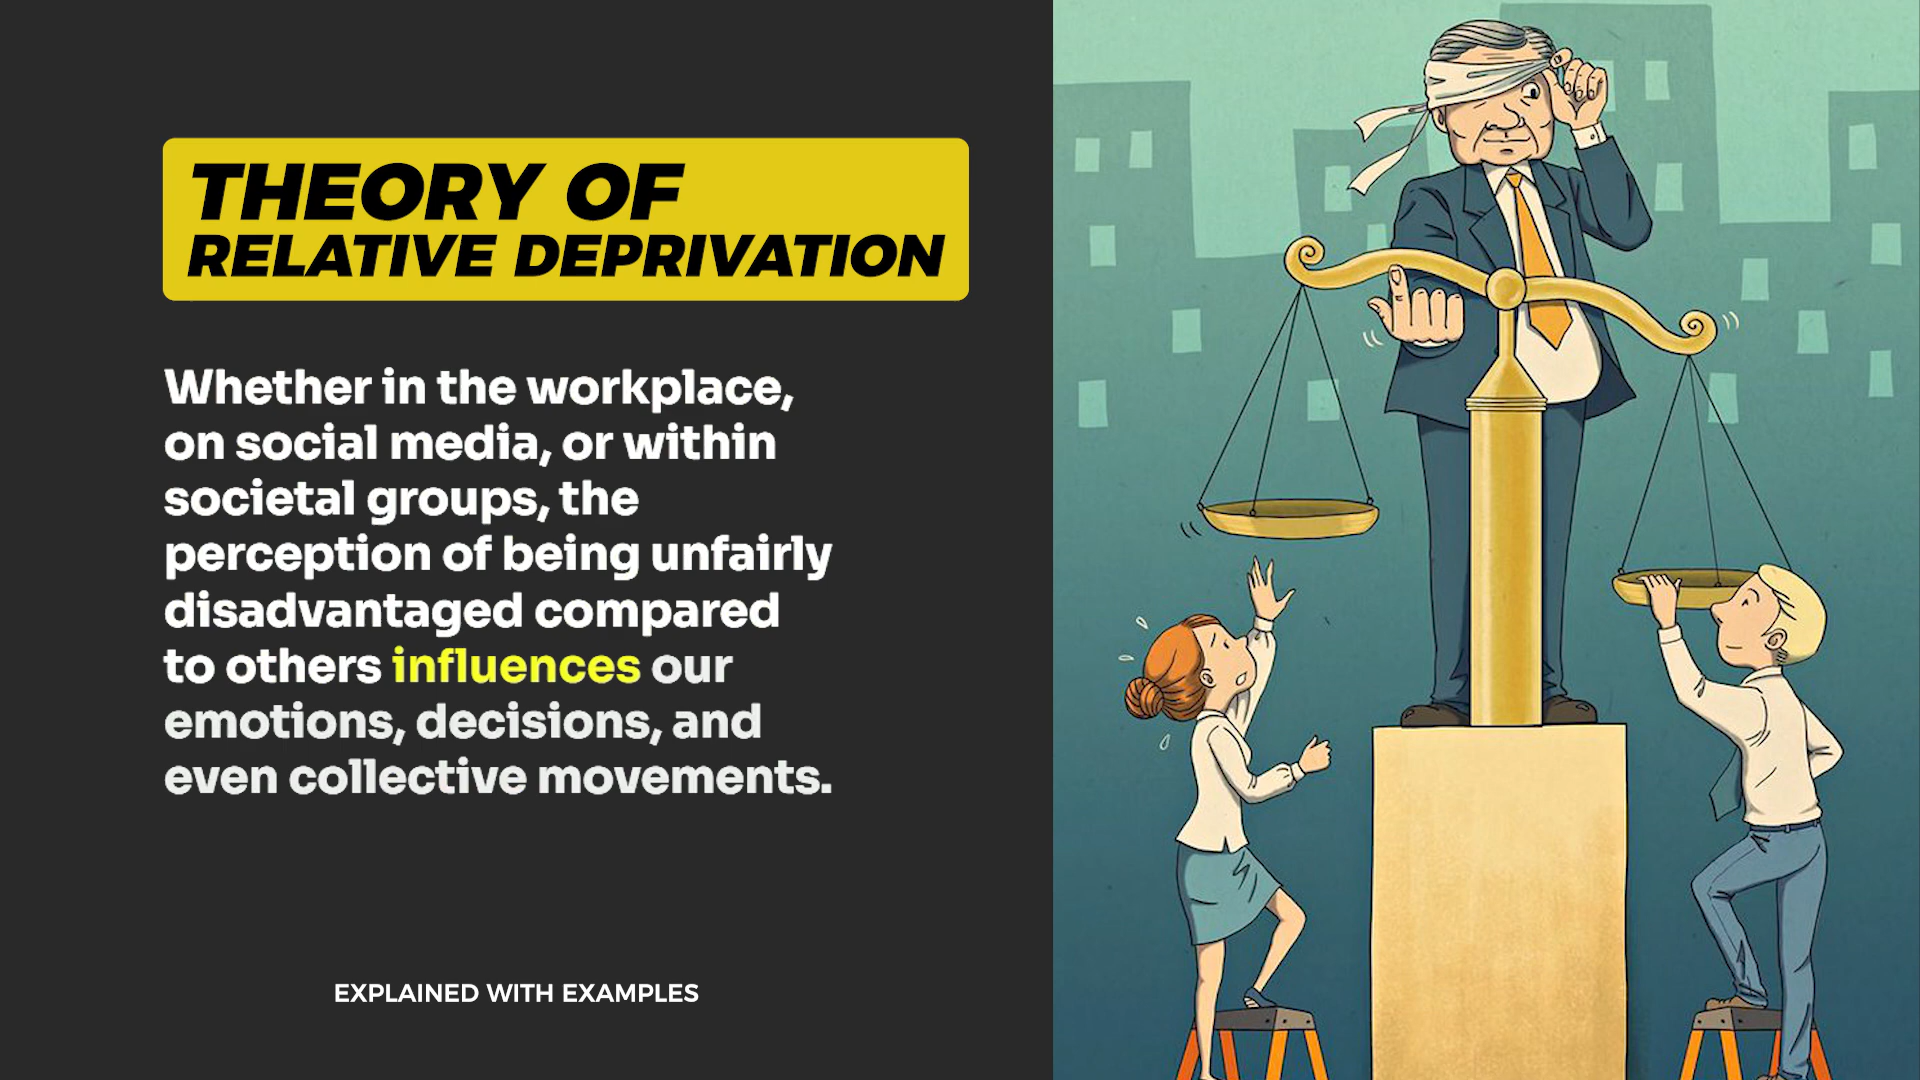 THEORY OF
RELATIVE DEPRIVATION
Whether in the workplace,
on social media, or within
societal groups, the
perception of being unfairly
disadvantaged compared
to others influences our
emotions, decisions, and
even collective movements.
EXPLAINED WITH EXAMPLES